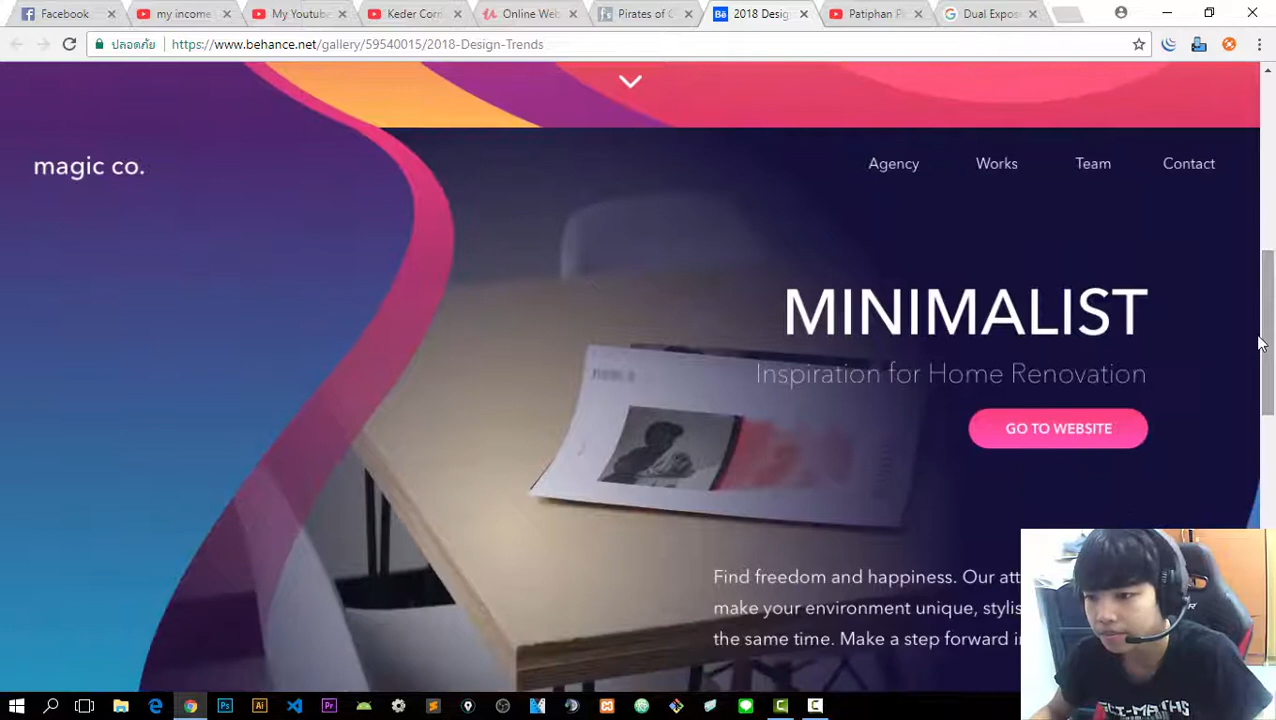 Facebook
my income
My Youtube
Keder Corn
Online Web
Pirates of C
2018 Desig
Patiphan P
Dual Expos
ปลอดภัย
https://www.behance.net/gallery/59540015/2018-Design-Trends
magic co.
Agency
Works
Team
Contact
MINIMALIST
Inspiration for Home Renovation
GO TO WEBSITE
Find freedom and happiness. Our
make your environment unique,
the same time. Make a step forward